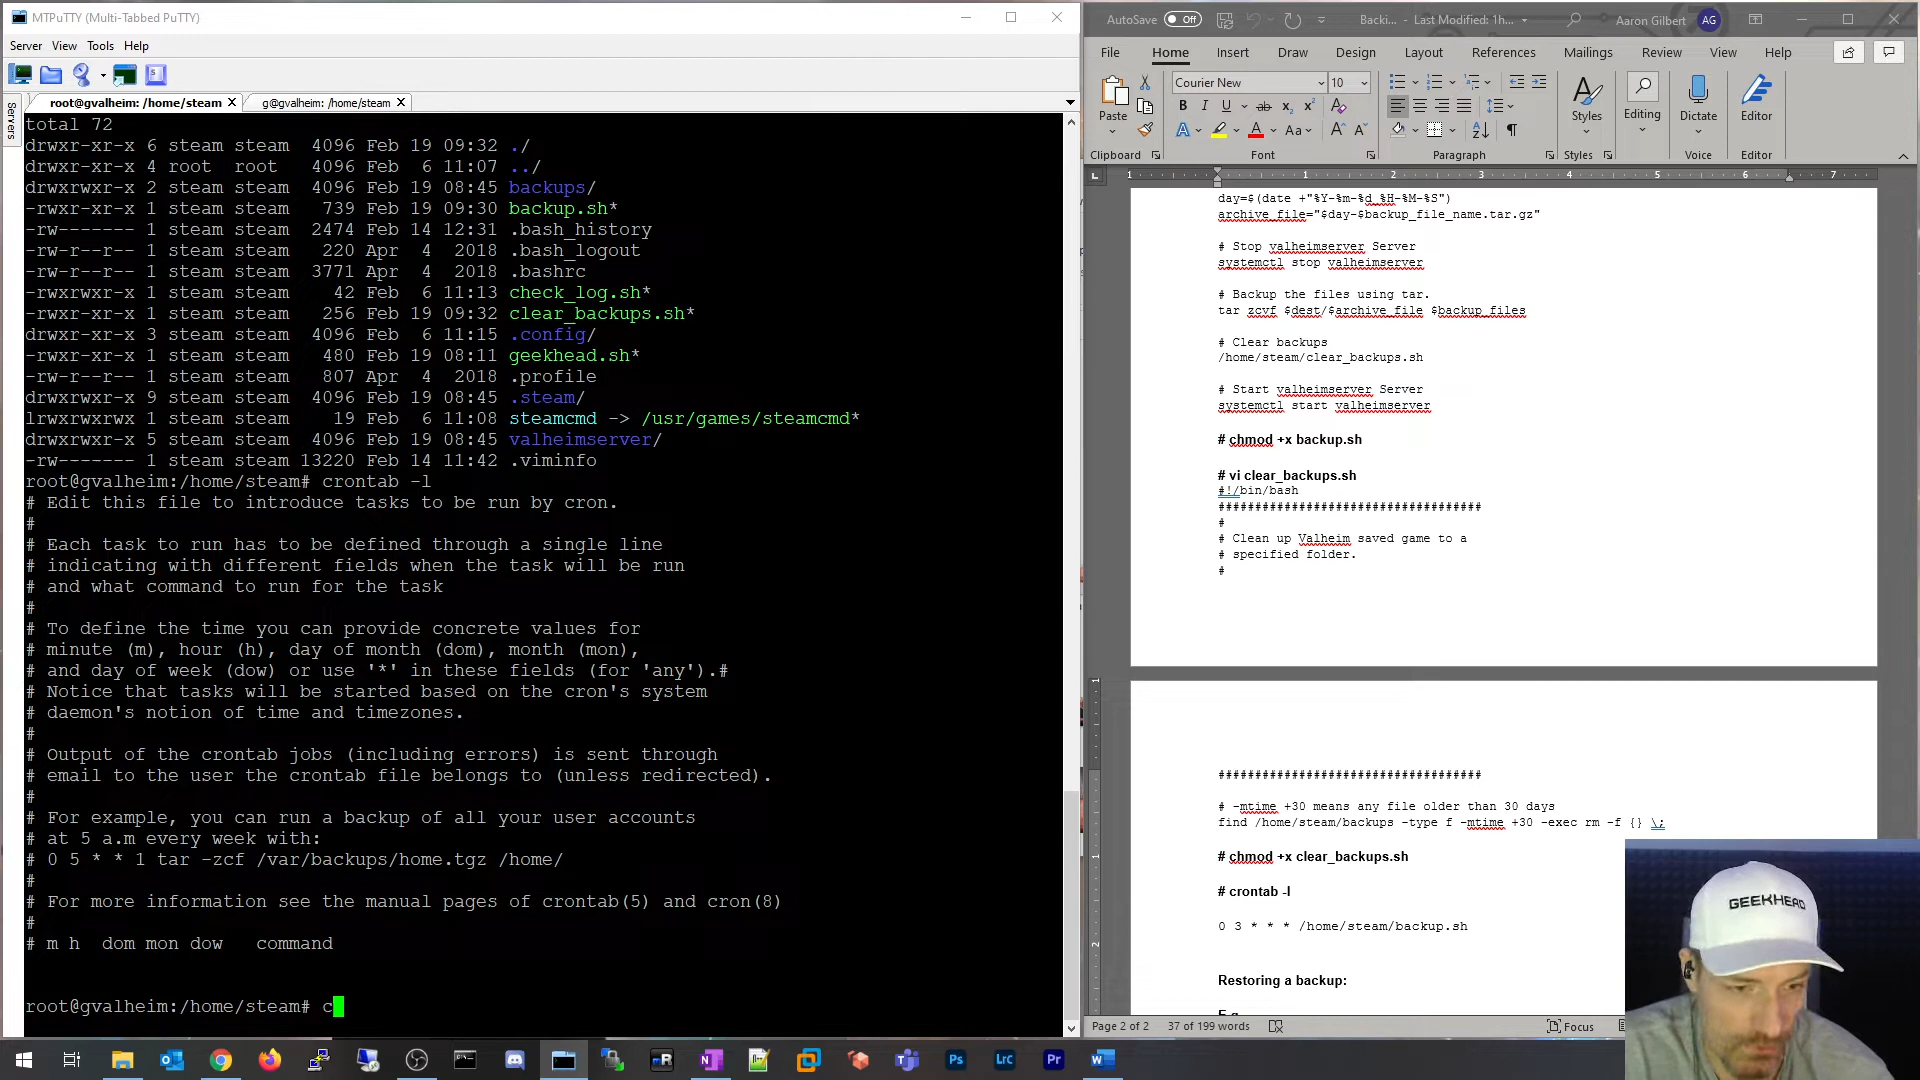 MTPuTTY (Multi-Tabbed PuTTY)
Server View Tools Help
Servers
root@gvalheim: /home/steam
g@gvalheim: /home/steam
total 72
drwxr-xr-x 6 steam steam  4096 Feb 19 09:32 ./
drwxr-xr-x 4 root  root   4096 Feb  6 11:07 ../
drwxrwxr-x 2 steam steam  4096 Feb 19 08:45 backups/
-rwxr-xr-x 1 steam steam   739 Feb 19 09:30 backup.sh*
-rw------- 1 steam steam  2474 Feb 14 12:31 .bash_history
-rw-r--r-- 1 steam steam   220 Apr  4  2018 .bash_logout
-rw-r--r-- 1 steam steam  3771 Apr  4  2018 .bashrc
-rwxrwxr-x 1 steam steam    42 Feb  6 11:13 check_log.sh*
-rwxr-xr-x 1 steam steam   256 Feb 19 09:32 clear_backups.sh*
drwxr-xr-x 3 steam steam  4096 Feb  6 11:15 .config/
-rwxr-xr-x 1 steam steam   480 Feb 19 08:11 geekhead.sh*
-rw-r--r-- 1 steam steam   807 Apr  4  2018 .profile
drwxrwxr-x 9 steam steam  4096 Feb 19 08:45 .steam/
lrwxrwxrwx 1 steam steam    19 Feb  6 11:08 steamcmd -> /usr/games/steamcmd*
drwxrwxr-x 5 steam steam  4096 Feb 19 08:45 valheimserver/
-rw------- 1 steam steam 13220 Feb 14 11:42 .viminfo
root@gvalheim:/home/steam# crontab -l
# Edit this file to introduce tasks to be run by cron.
#
# Each task to run has to be defined through a single line
# indicating with different fields when the task will be run
# and what command to run for the task
#
# To define the time you can provide concrete values for
# minute (m), hour (h), day of month (dom), month (mon),
# and day of week (dow) or use '*' in these fields (for 'any').#
# Notice that tasks will be started based on the cron's system
# daemon's notion of time and timezones.
#
# Output of the crontab jobs (including errors) is sent through
# email to the user the crontab file belongs to (unless redirected).
#
# For example, you can run a backup of all your user accounts
# at 5 a.m every week with:
# 0 5 * * 1 tar -zcf /var/backups/home.tgz /home/
#
# For more information see the manual pages of crontab(5) and cron(8)
#
# m h  dom mon dow   command
root@gvalheim:/home/steam# c
AutoSave Off Backi... - Last Modified: 1h... Aaron Gilbert AG
File Home Insert Draw Design Layout References Mailings Review View Help
Courier New 10
Paste
Styles
Editing
Dictate
Editor
Clipboard Font Paragraph Styles Voice Editor
day=$(date +"%Y-%m-%d_%H-%M-%S")
archive_file="$day-$backup_file_name.tar.gz"
# Stop valheimserver Server
systemctl stop valheimserver
# Backup the files using tar.
tar zcvf $dest/$archive_file $backup_files
# Clear backups
/home/steam/clear_backups.sh
# Start valheimserver Server
systemctl start valheimserver
# chmod +x backup.sh
# vi clear_backups.sh
#!/bin/bash
####################################
#
# Clean up Valheim saved game to a
# specified folder.
#
####################################
# -mtime +30 means any file older than 30 days
find /home/steam/backups -type f -mtime +30 -exec rm -f {} \;
# chmod +x clear_backups.sh
# crontab -l
0 3 * * * /home/steam/backup.sh
Restoring a backup:
Page 2 of 2 37 of 199 words Focus
GEEKHEAD
Ps Lrc Pr